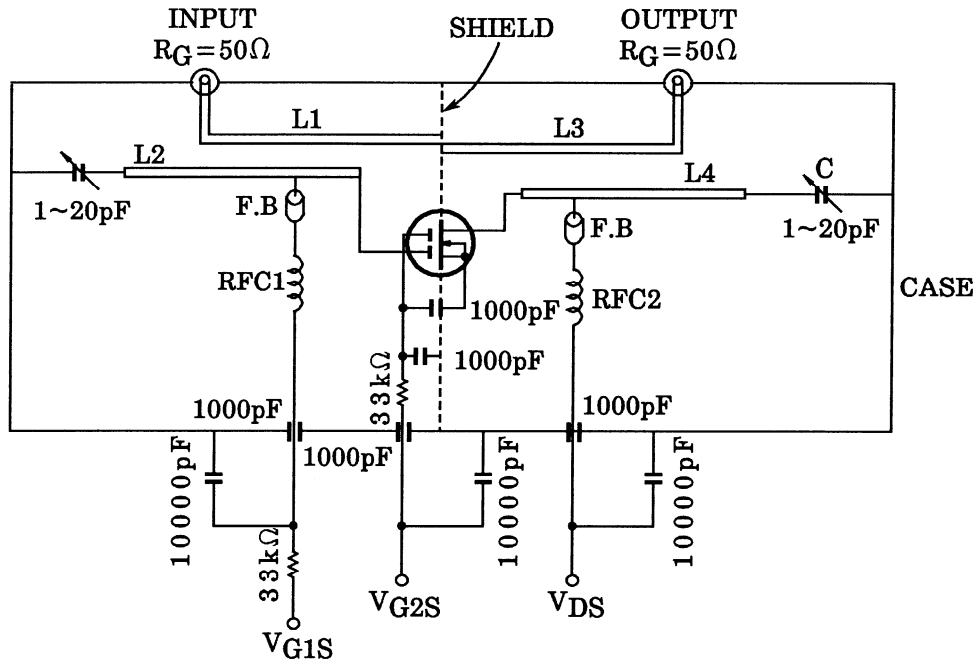 INPUT
RG=50Ω
SHIELD
OUTPUT
RG=50Ω
L1
L3
L2
L4
C
1~20pF
F.B
F.B
1~20pF
RFC1
RFC2
CASE
1000pF
1000pF
33kΩ
1000pF
1000pF
1000pF
10000pF
10000pF
10000pF
33kΩ
VG1S
VG2S
VDS